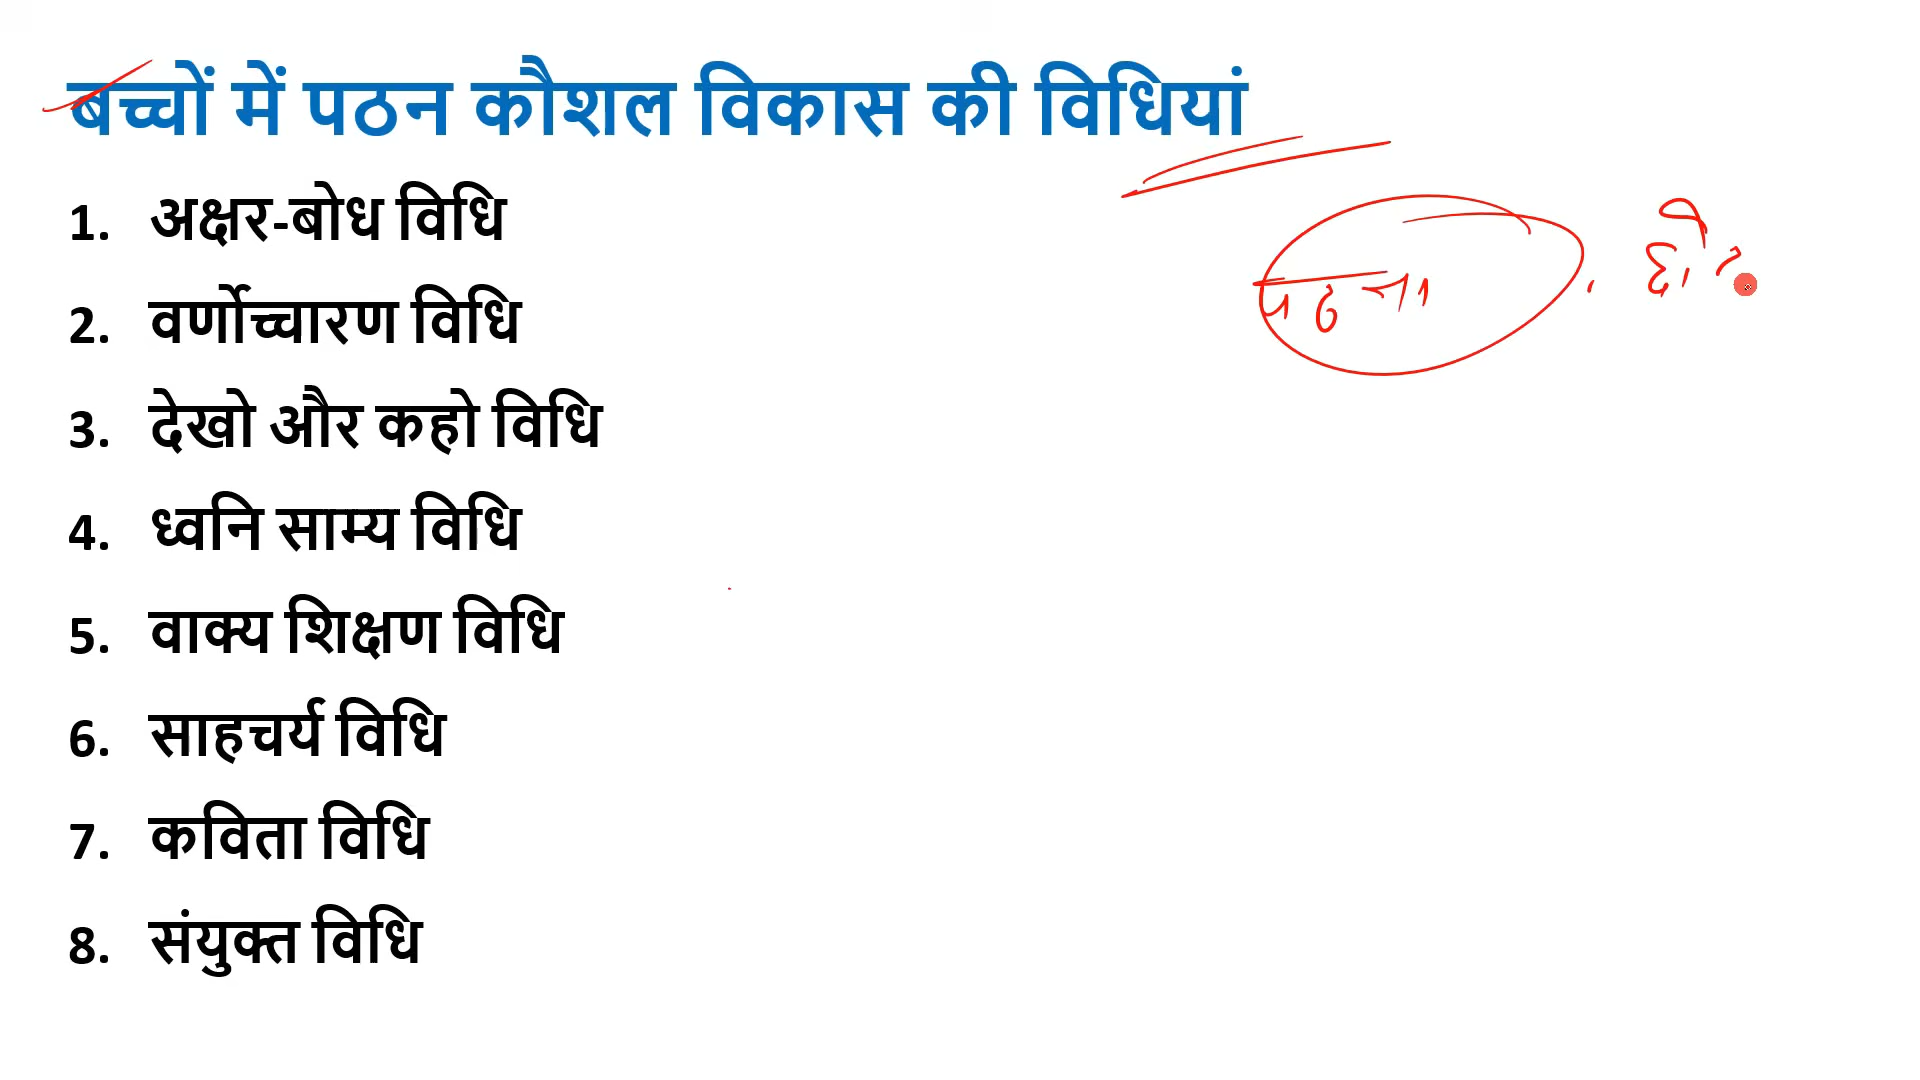 बच्चों में पठन कौशल विकास की विधियां
1. अक्षर-बोध विधि
पढना
2. वर्णोच्चारण विधि
3. देखो और कहो विधि
4. ध्वनि साम्य विधि
5. वाक्य शिक्षण विधि
6. साहचर्य विधि
7. कविता विधि
8. संयुक्त विधि